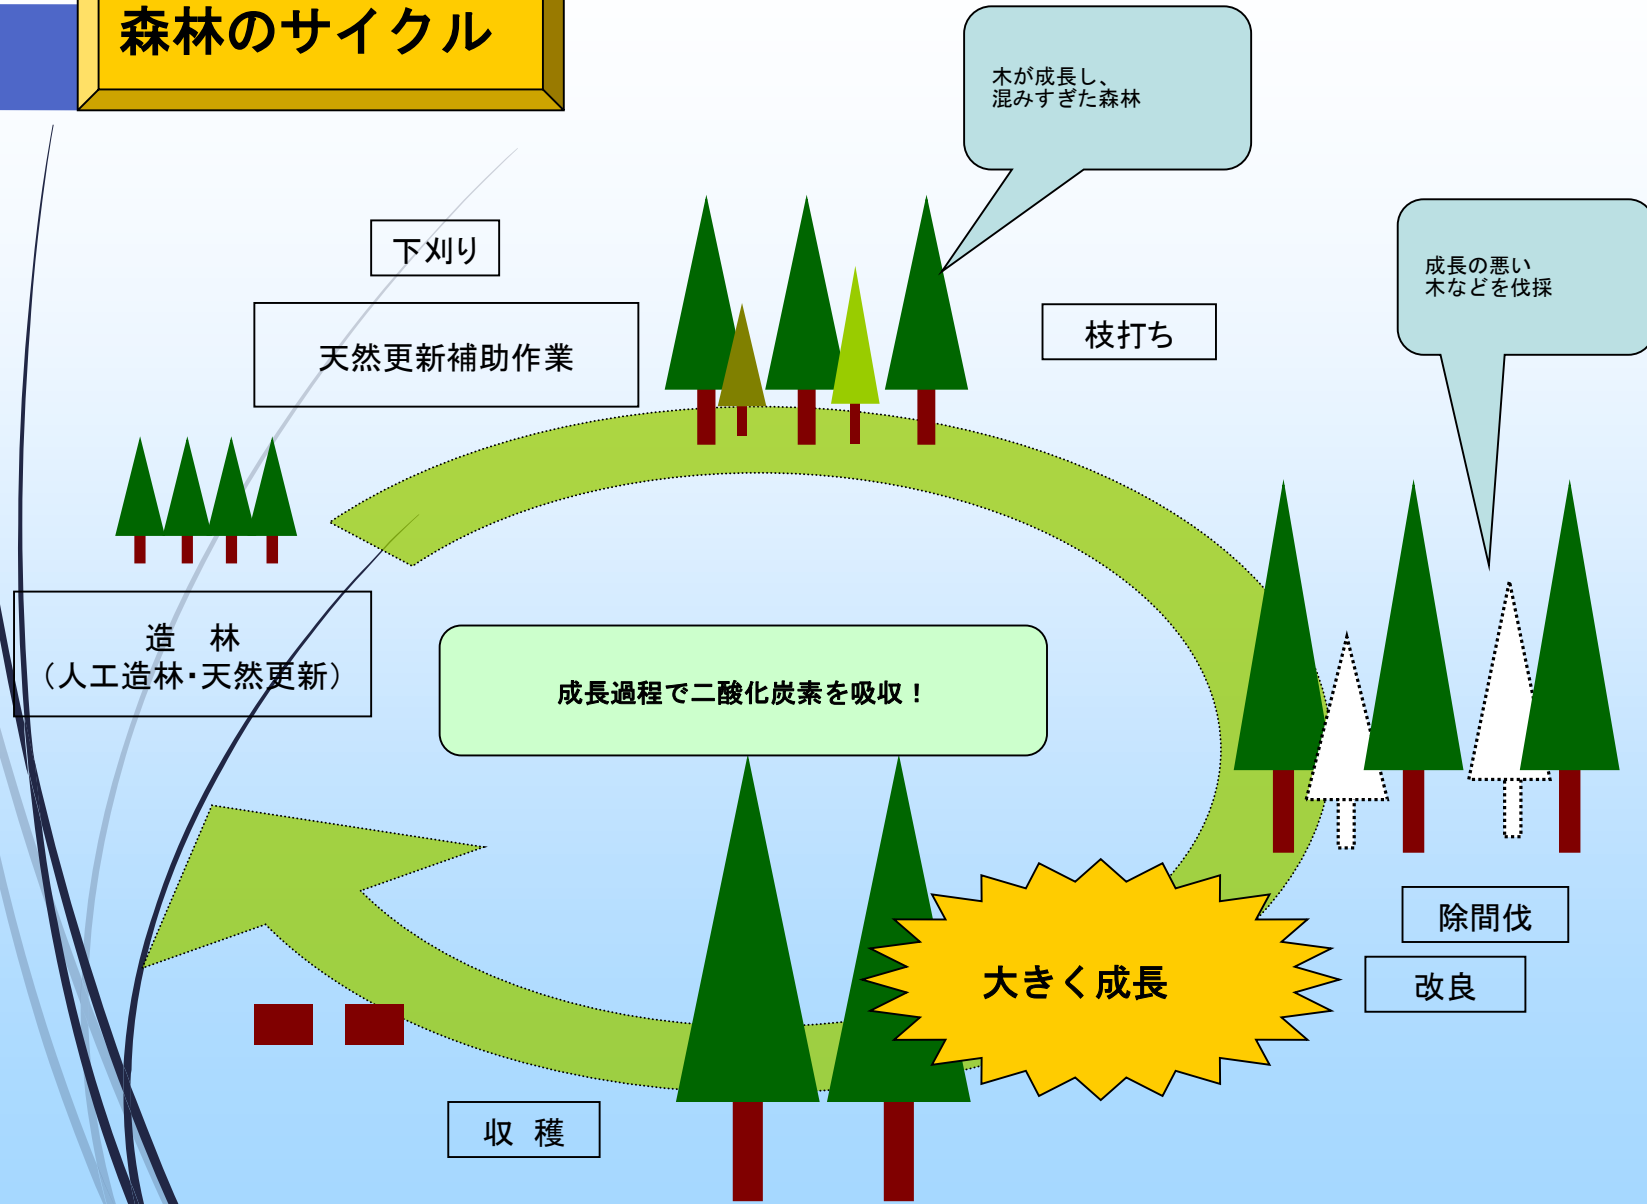 森林のサイクル
木が成長し、
混みすぎた森林
成長の悪い
木などを伐採
下刈り
天然更新補助作業
枝打ち
造　林
（人工造林・天然更新）
成長過程で二酸化炭素を吸収！
除間伐
改良
大きく成長
収　穫